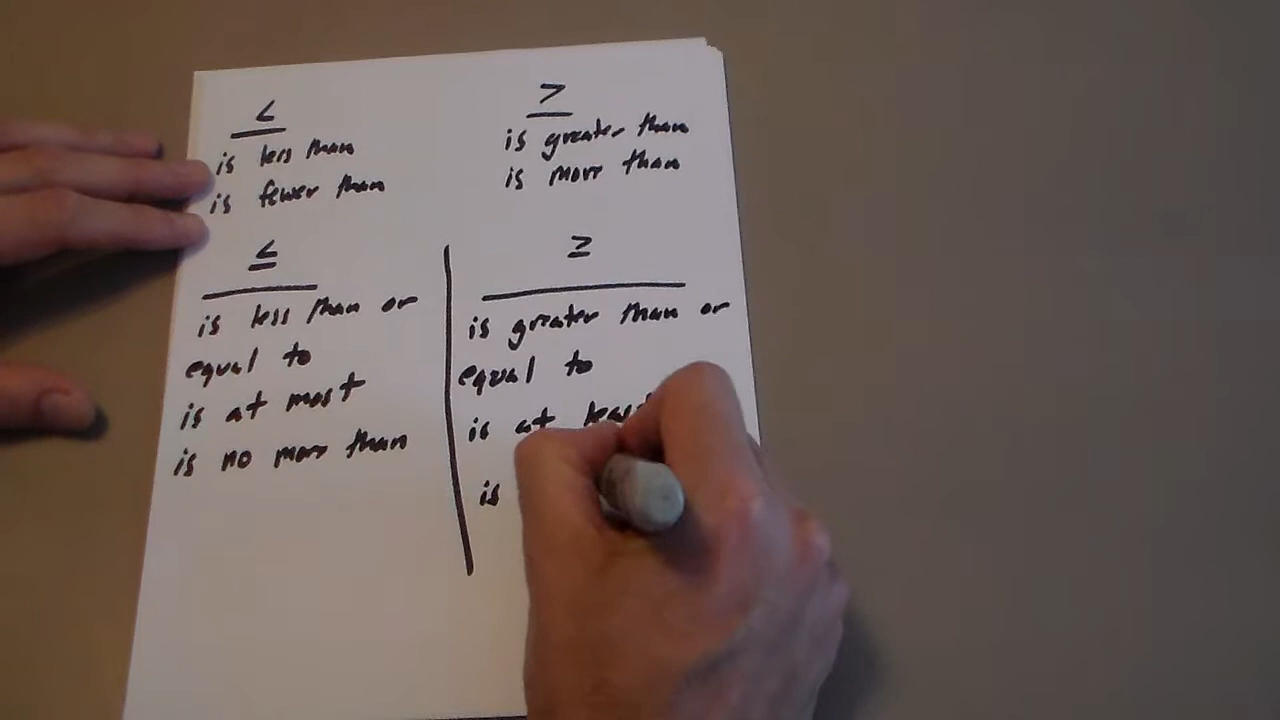 <
is less than
is fewer than
>
is greater than
is more than
≤
is less than or
equal to
is at most
is no more than
≥
is greater than or
equal to
is at least
is